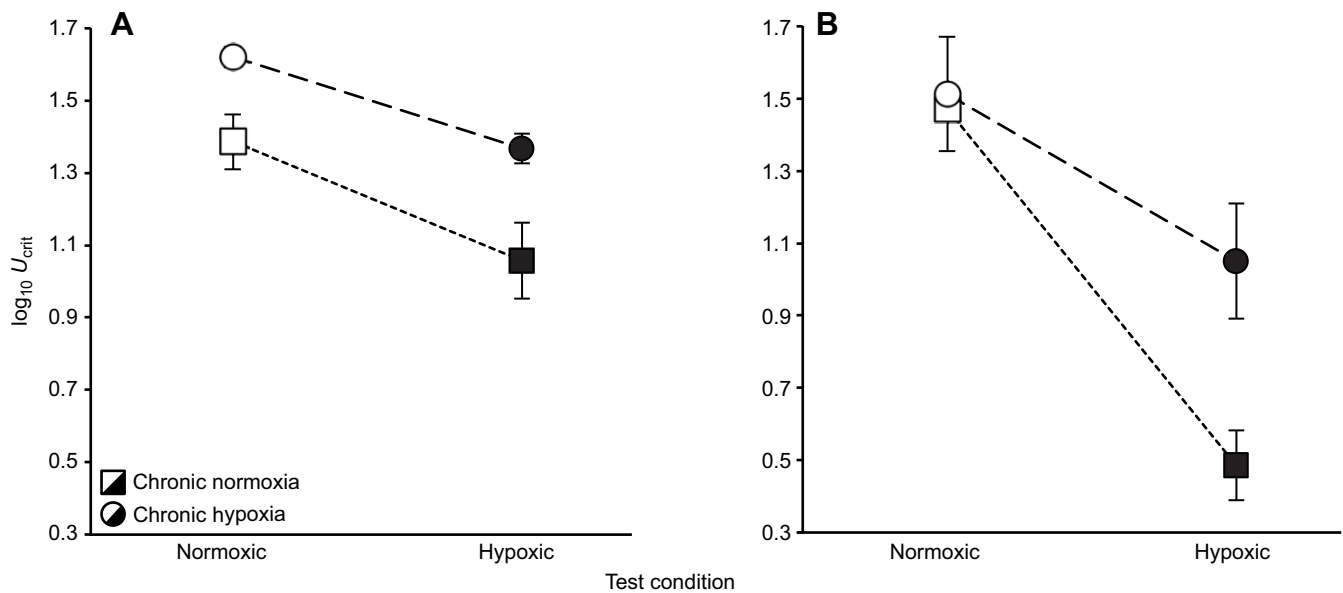 A
1.7
1.5
1.3
1.1
0.9
0.7
0.5
0.3
log10 Ucrit
Chronic normoxia
Chronic hypoxia
Normoxic
Hypoxic
B
1.7
1.5
1.3
1.1
0.9
0.7
0.5
0.3
Normoxic
Hypoxic
Test condition